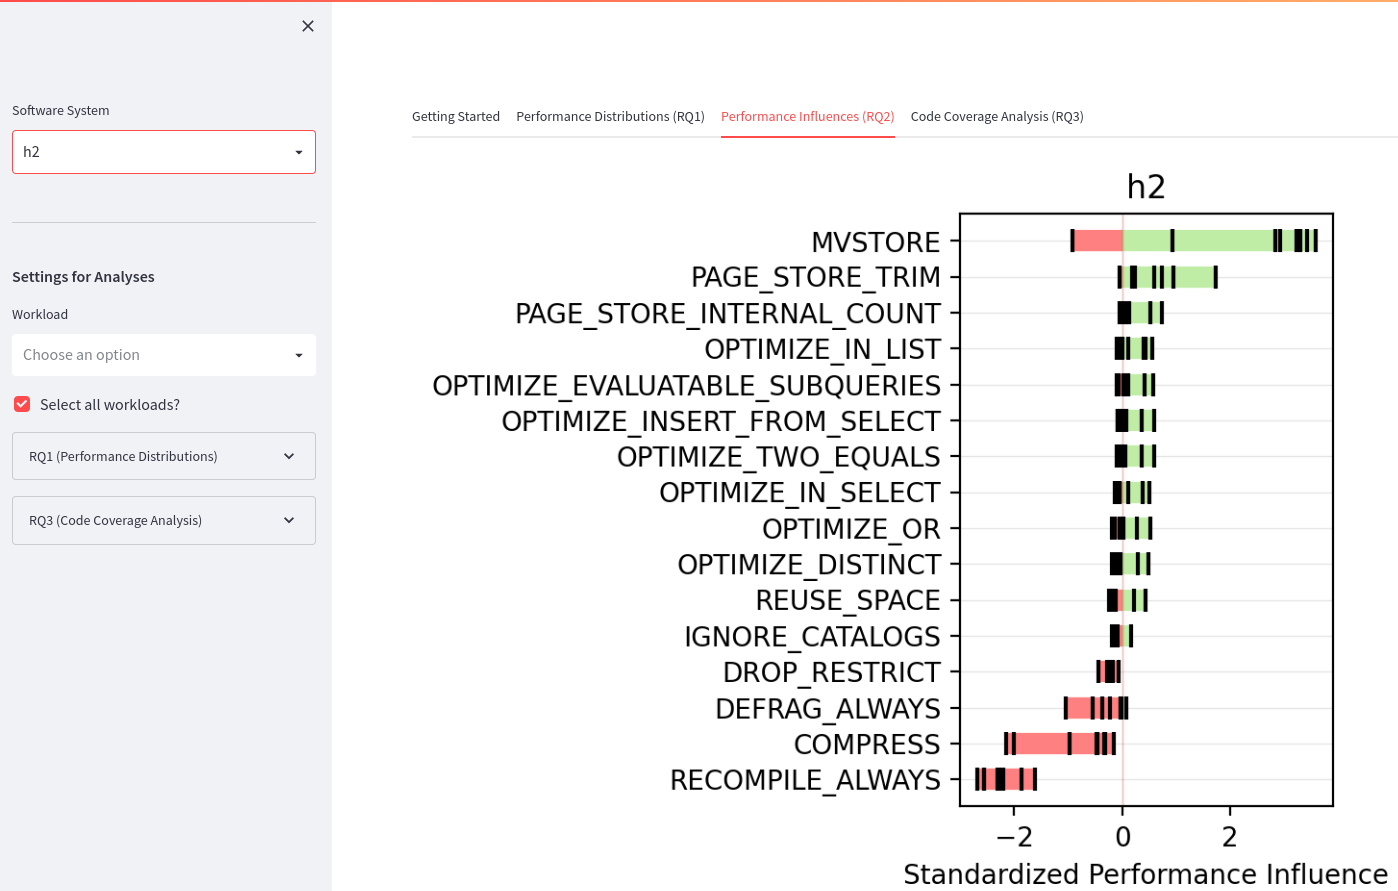 Software System
h2
Settings for Analyses
Workload
Choose an option
Select all workloads?
RQ1 (Performance Distributions)
RQ3 (Code Coverage Analysis)
Getting Started Performance Distributions (RQ1) Performance Influences (RQ2) Code Coverage Analysis (RQ3)
h2
MVSTORE
PAGE_STORE_TRIM
PAGE_STORE_INTERNAL_COUNT
OPTIMIZE_IN_LIST
OPTIMIZE_EVALUATABLE_SUBQUERIES
OPTIMIZE_INSERT_FROM_SELECT
OPTIMIZE_TWO_EQUALS
OPTIMIZE_IN_SELECT
OPTIMIZE_OR
OPTIMIZE_DISTINCT
REUSE_SPACE
IGNORE_CATALOGS
DROP_RESTRICT
DEFRAG_ALWAYS
COMPRESS
RECOMPILE_ALWAYS
−2 0 2
Standardized Performance Influence